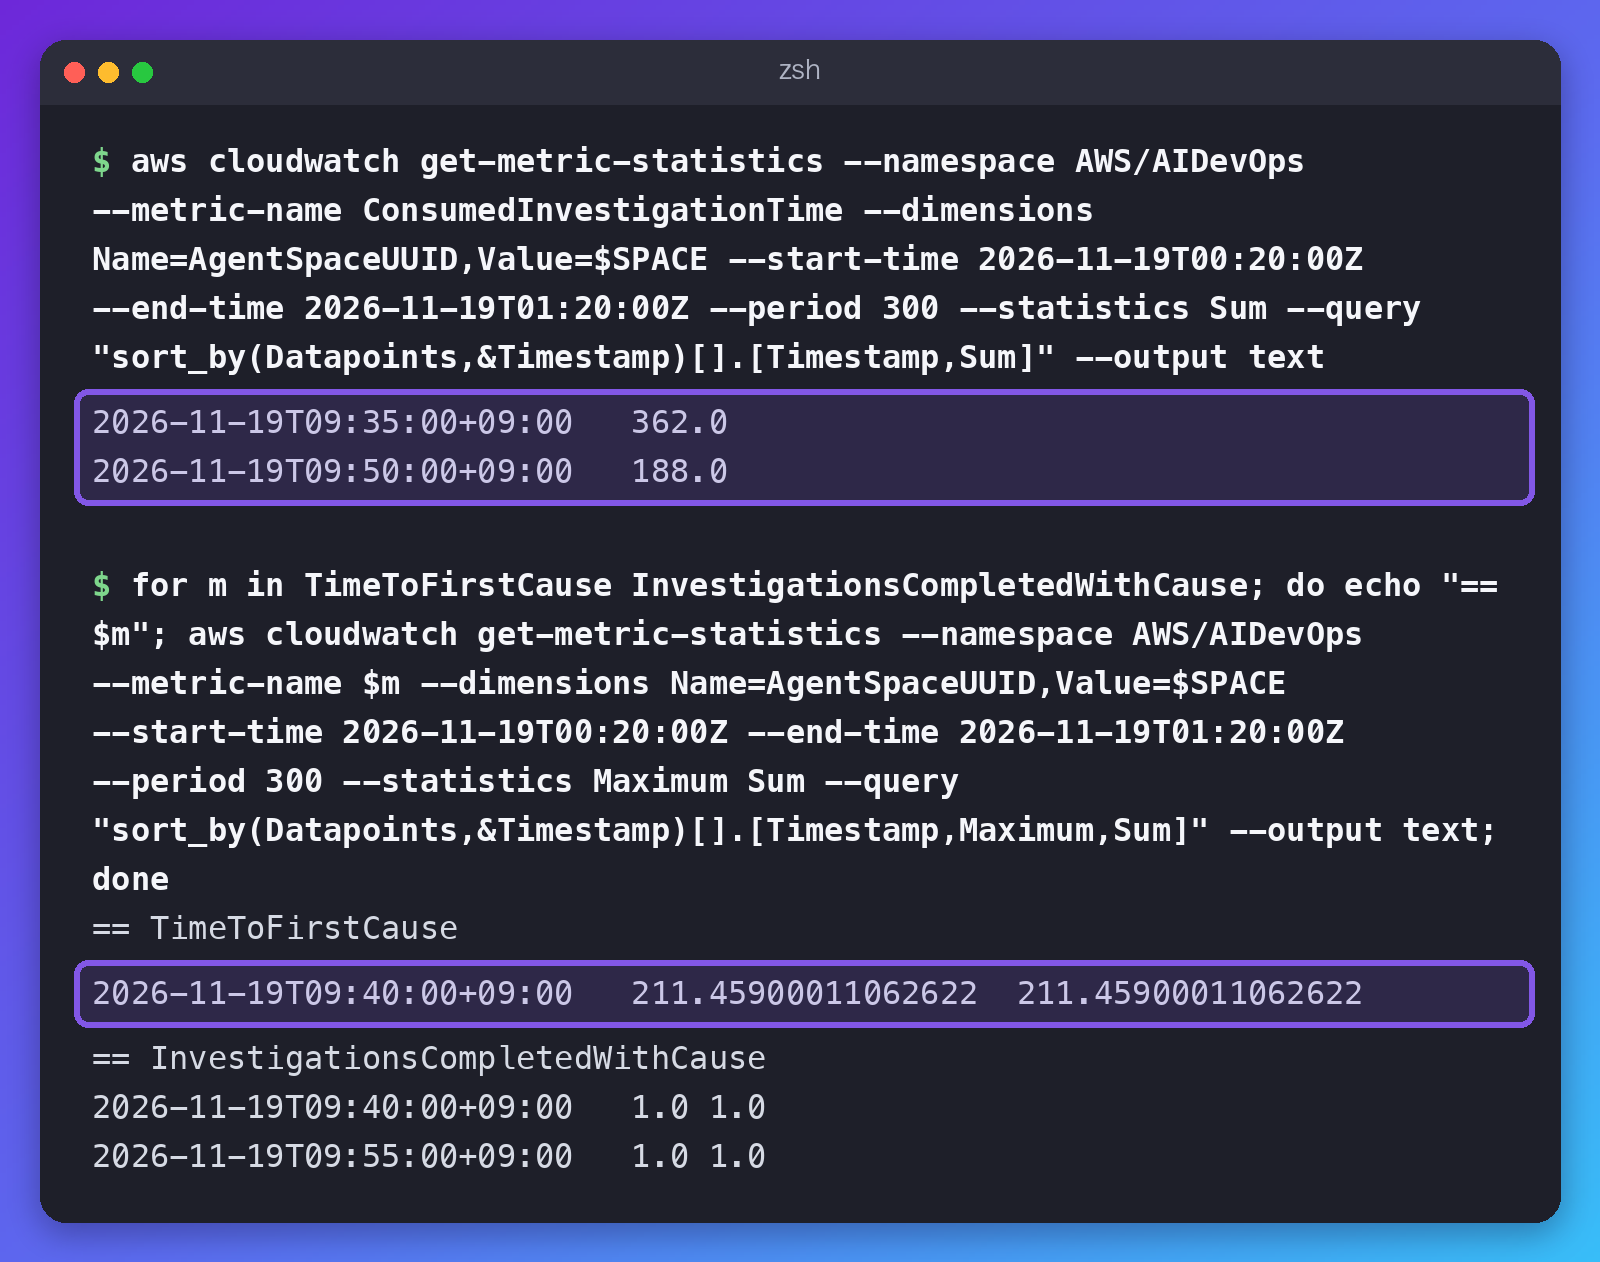 zsh
$ aws cloudwatch get-metric-statistics --namespace AWS/AIDevOps
--metric-name ConsumedInvestigationTime --dimensions
Name=AgentSpaceUUID,Value=$SPACE --start-time 2026-11-19T00:20:00Z
--end-time 2026-11-19T01:20:00Z --period 300 --statistics Sum --query
"sort_by(Datapoints,&Timestamp)[].[Timestamp,Sum]" --output text
2026-11-19T09:35:00+09:00   362.0
2026-11-19T09:50:00+09:00   188.0
$ for m in TimeToFirstCause InvestigationsCompletedWithCause; do echo "==
$m"; aws cloudwatch get-metric-statistics --namespace AWS/AIDevOps
--metric-name $m --dimensions Name=AgentSpaceUUID,Value=$SPACE
--start-time 2026-11-19T00:20:00Z --end-time 2026-11-19T01:20:00Z
--period 300 --statistics Maximum Sum --query
"sort_by(Datapoints,&Timestamp)[].[Timestamp,Maximum,Sum]" --output text;
done
== TimeToFirstCause
2026-11-19T09:40:00+09:00   211.45900011062622  211.45900011062622
== InvestigationsCompletedWithCause
2026-11-19T09:40:00+09:00   1.0 1.0
2026-11-19T09:55:00+09:00   1.0 1.0